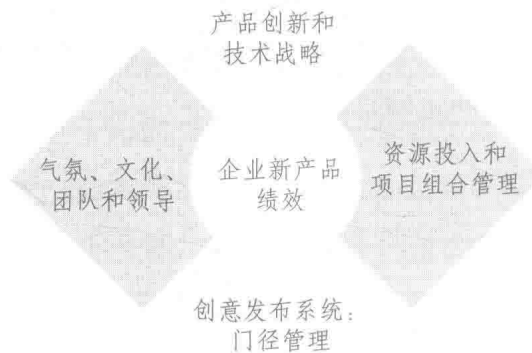 产品创新和
技术战略
气氛、文化、
团队和领导
企业新产品
绩效
资源投入和
项目组合管理
创意发布系统：
门径管理